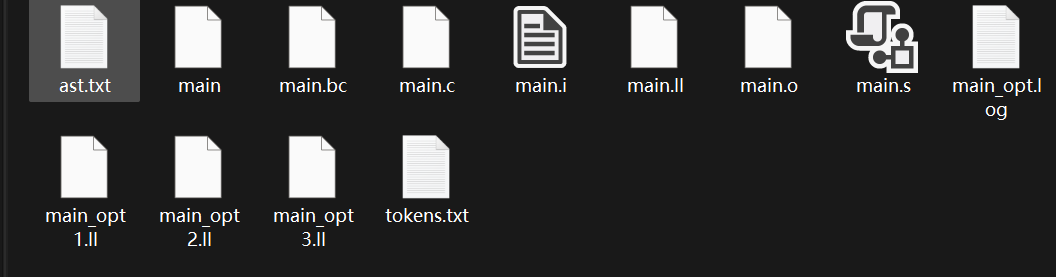 ast.txt
main
main.bc
main.c
main.i
main.ll
main.o
main.s
main_opt.l
og
main_opt
1.ll
main_opt
2.ll
main_opt
3.ll
tokens.txt